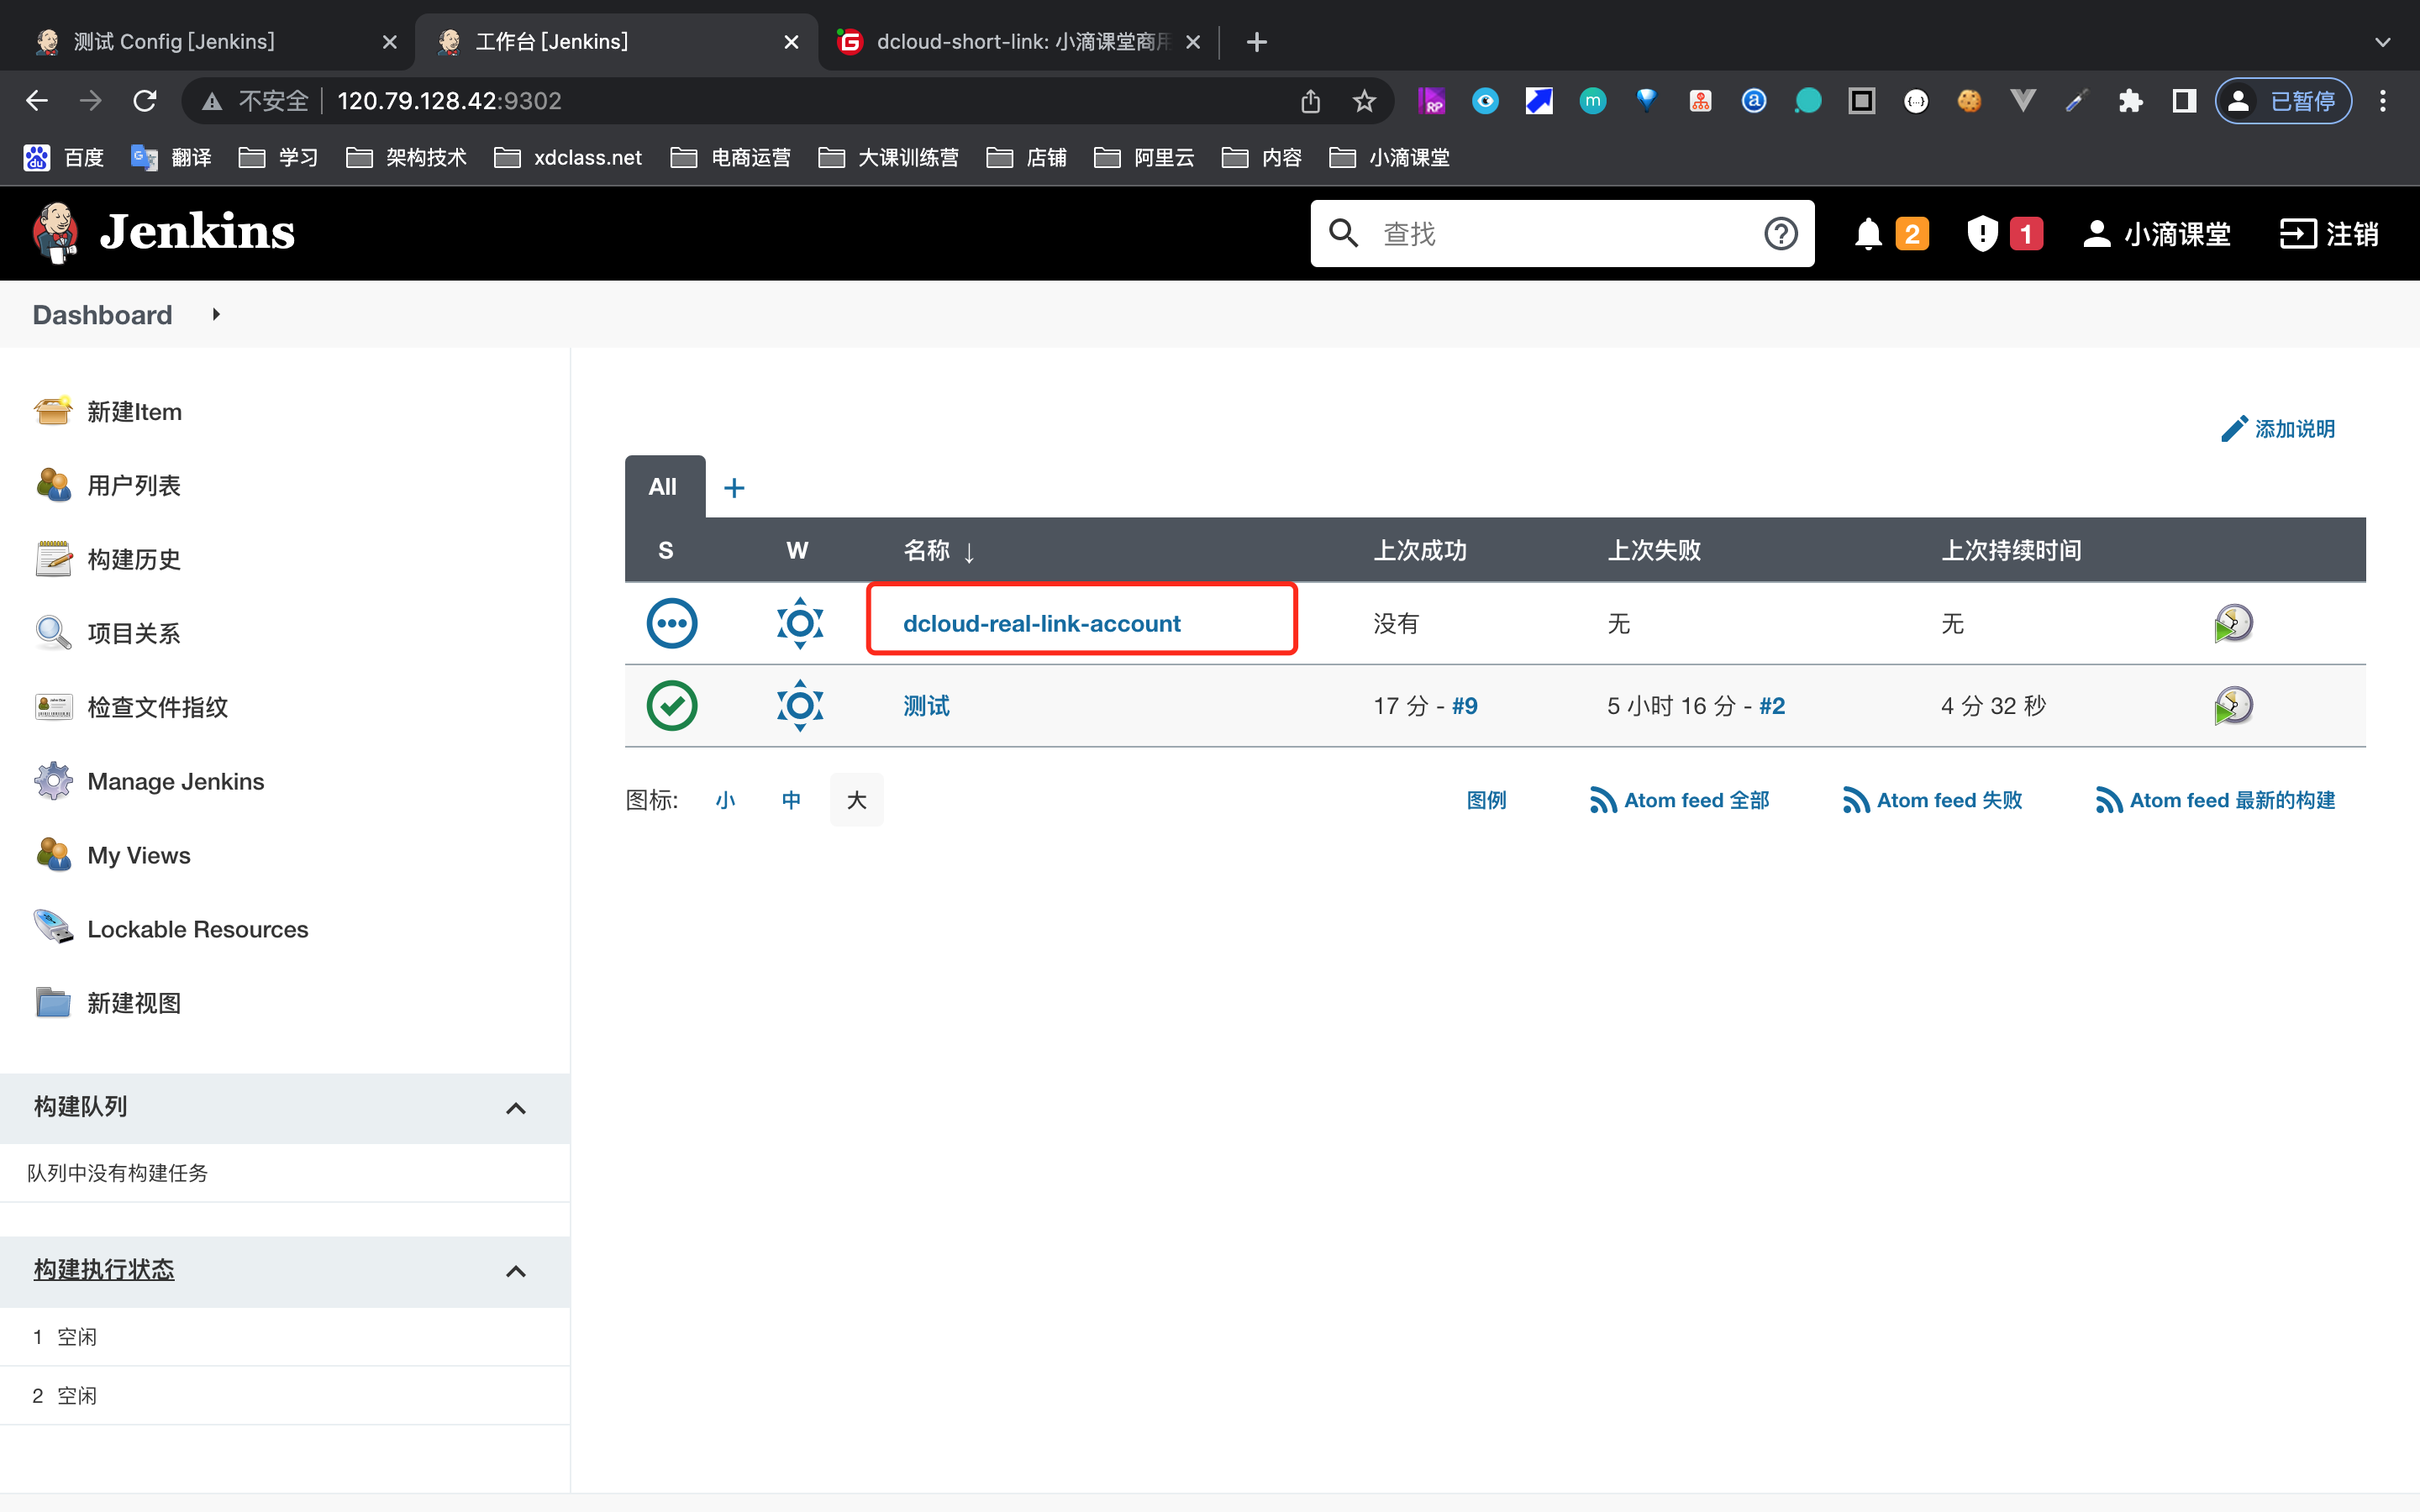 测试 Config [Jenkins]
工作台 [Jenkins]
dcloud-short-link: 小滴课堂商用
不安全
120.79.128.42:9302
RP
m
a
已暂停
百度
翻译
学习
架构技术
xdclass.net
电商运营
大课训练营
店铺
阿里云
内容
小滴课堂
Jenkins
查找
2
1
小滴课堂
注销
Dashboard
新建Item
用户列表
构建历史
项目关系
检查文件指纹
Manage Jenkins
My Views
Lockable Resources
新建视图
构建队列
队列中没有构建任务
构建执行状态
1 空闲
2 空闲
添加说明
All
S W 名称 ↓ 上次成功 上次失败 上次持续时间
dcloud-real-link-account 没有 无 无
测试 17 分 - #9 5 小时 16 分 - #2 4 分 32 秒
图标: 小 中 大
图例 Atom feed 全部 Atom feed 失败 Atom feed 最新的构建